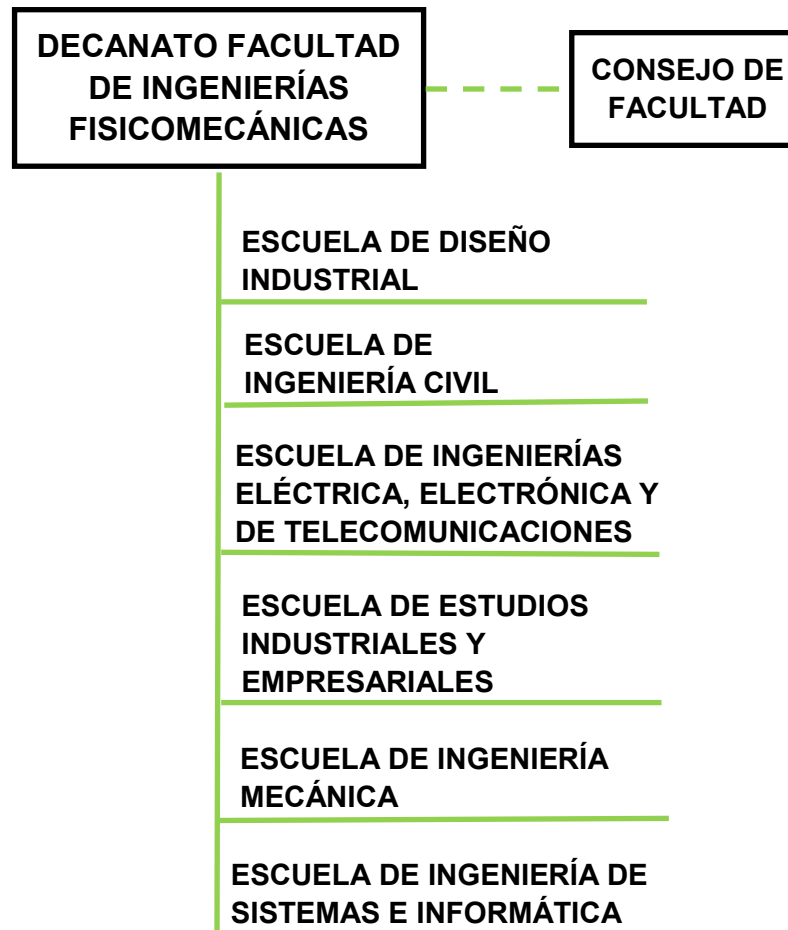 DECANATO FACULTAD
DE INGENIERÍAS
FISICOMECÁNICAS
CONSEJO DE
FACULTAD
ESCUELA DE DISEÑO
INDUSTRIAL
ESCUELA DE
INGENIERÍA CIVIL
ESCUELA DE INGENIERÍAS
ELÉCTRICA, ELECTRÓNICA Y
DE TELECOMUNICACIONES
ESCUELA DE ESTUDIOS
INDUSTRIALES Y
EMPRESARIALES
ESCUELA DE INGENIERÍA
MECÁNICA
ESCUELA DE INGENIERÍA DE
SISTEMAS E INFORMÁTICA